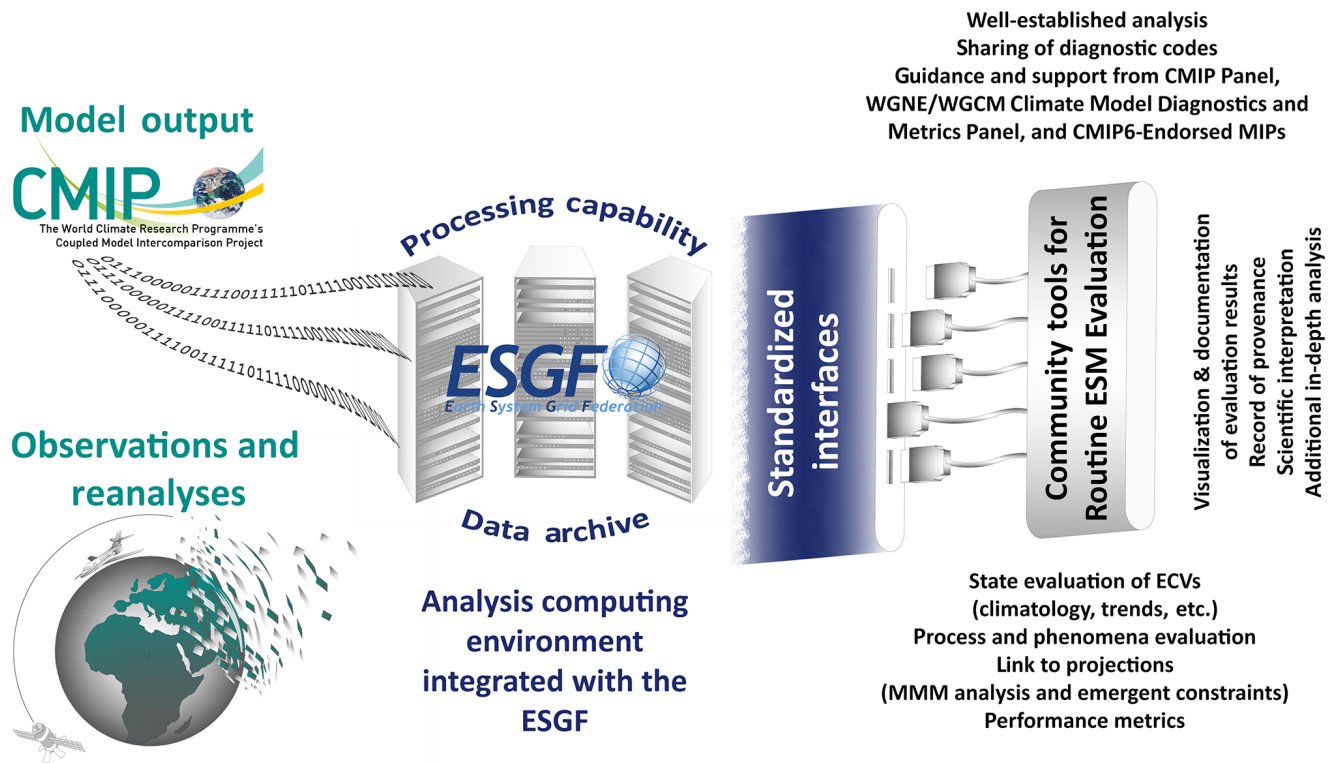 Model output
CMIP
The World Climate Research Programme's
Coupled Model Intercomparison Project
011100000111100111110111100101000
Observations and
reanalyses
Processing capability
ESGF
Earth System Grid Federation
Data archive
Analysis computing
environment
integrated with the
ESGF
Standardized
interfaces
Community tools for
Routine ESM Evaluation
Well-established analysis
Sharing of diagnostic codes
Guidance and support from CMIP Panel,
WGNE/WGCM Climate Model Diagnostics and
Metrics Panel, and CMIP6-Endorsed MIPs
Visualization & documentation
of evaluation results
Record of provenance
Scientific interpretation
Additional in-depth analysis
State evaluation of ECVs
(climatology, trends, etc.)
Process and phenomena evaluation
Link to projections
(MMM analysis and emergent constraints)
Performance metrics